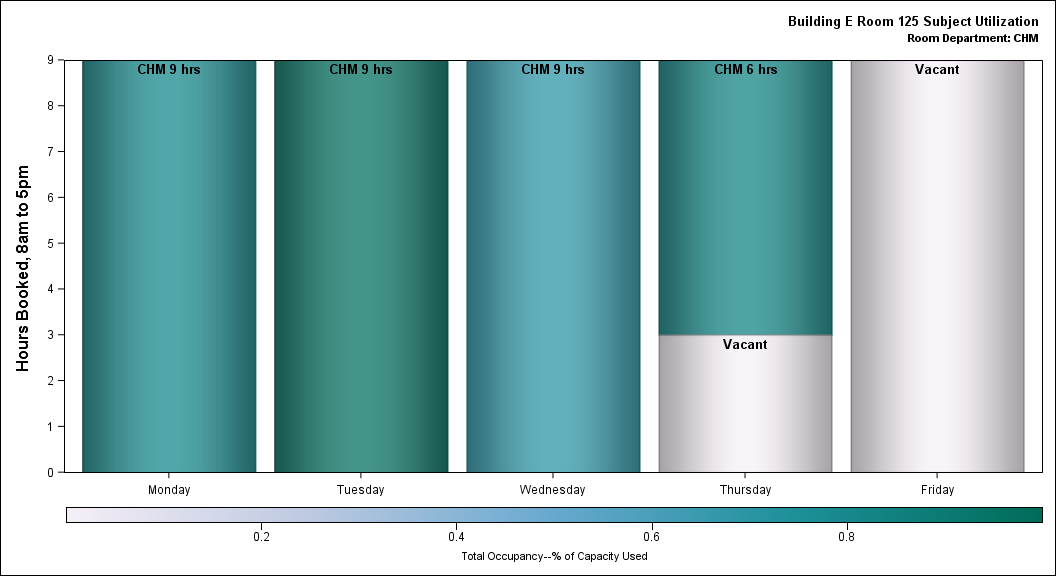 Building E Room 125 Subject Utilization
Room Department: CHM
Hours Booked, 8am to 5pm
9
8
7
6
5
4
3
2
1
0
CHM 9 hrs
CHM 9 hrs
CHM 9 hrs
CHM 6 hrs
Vacant
Vacant
Monday
Tuesday
Wednesday
Thursday
Friday
0.2
0.4
0.6
0.8
Total Occupancy--% of Capacity Used